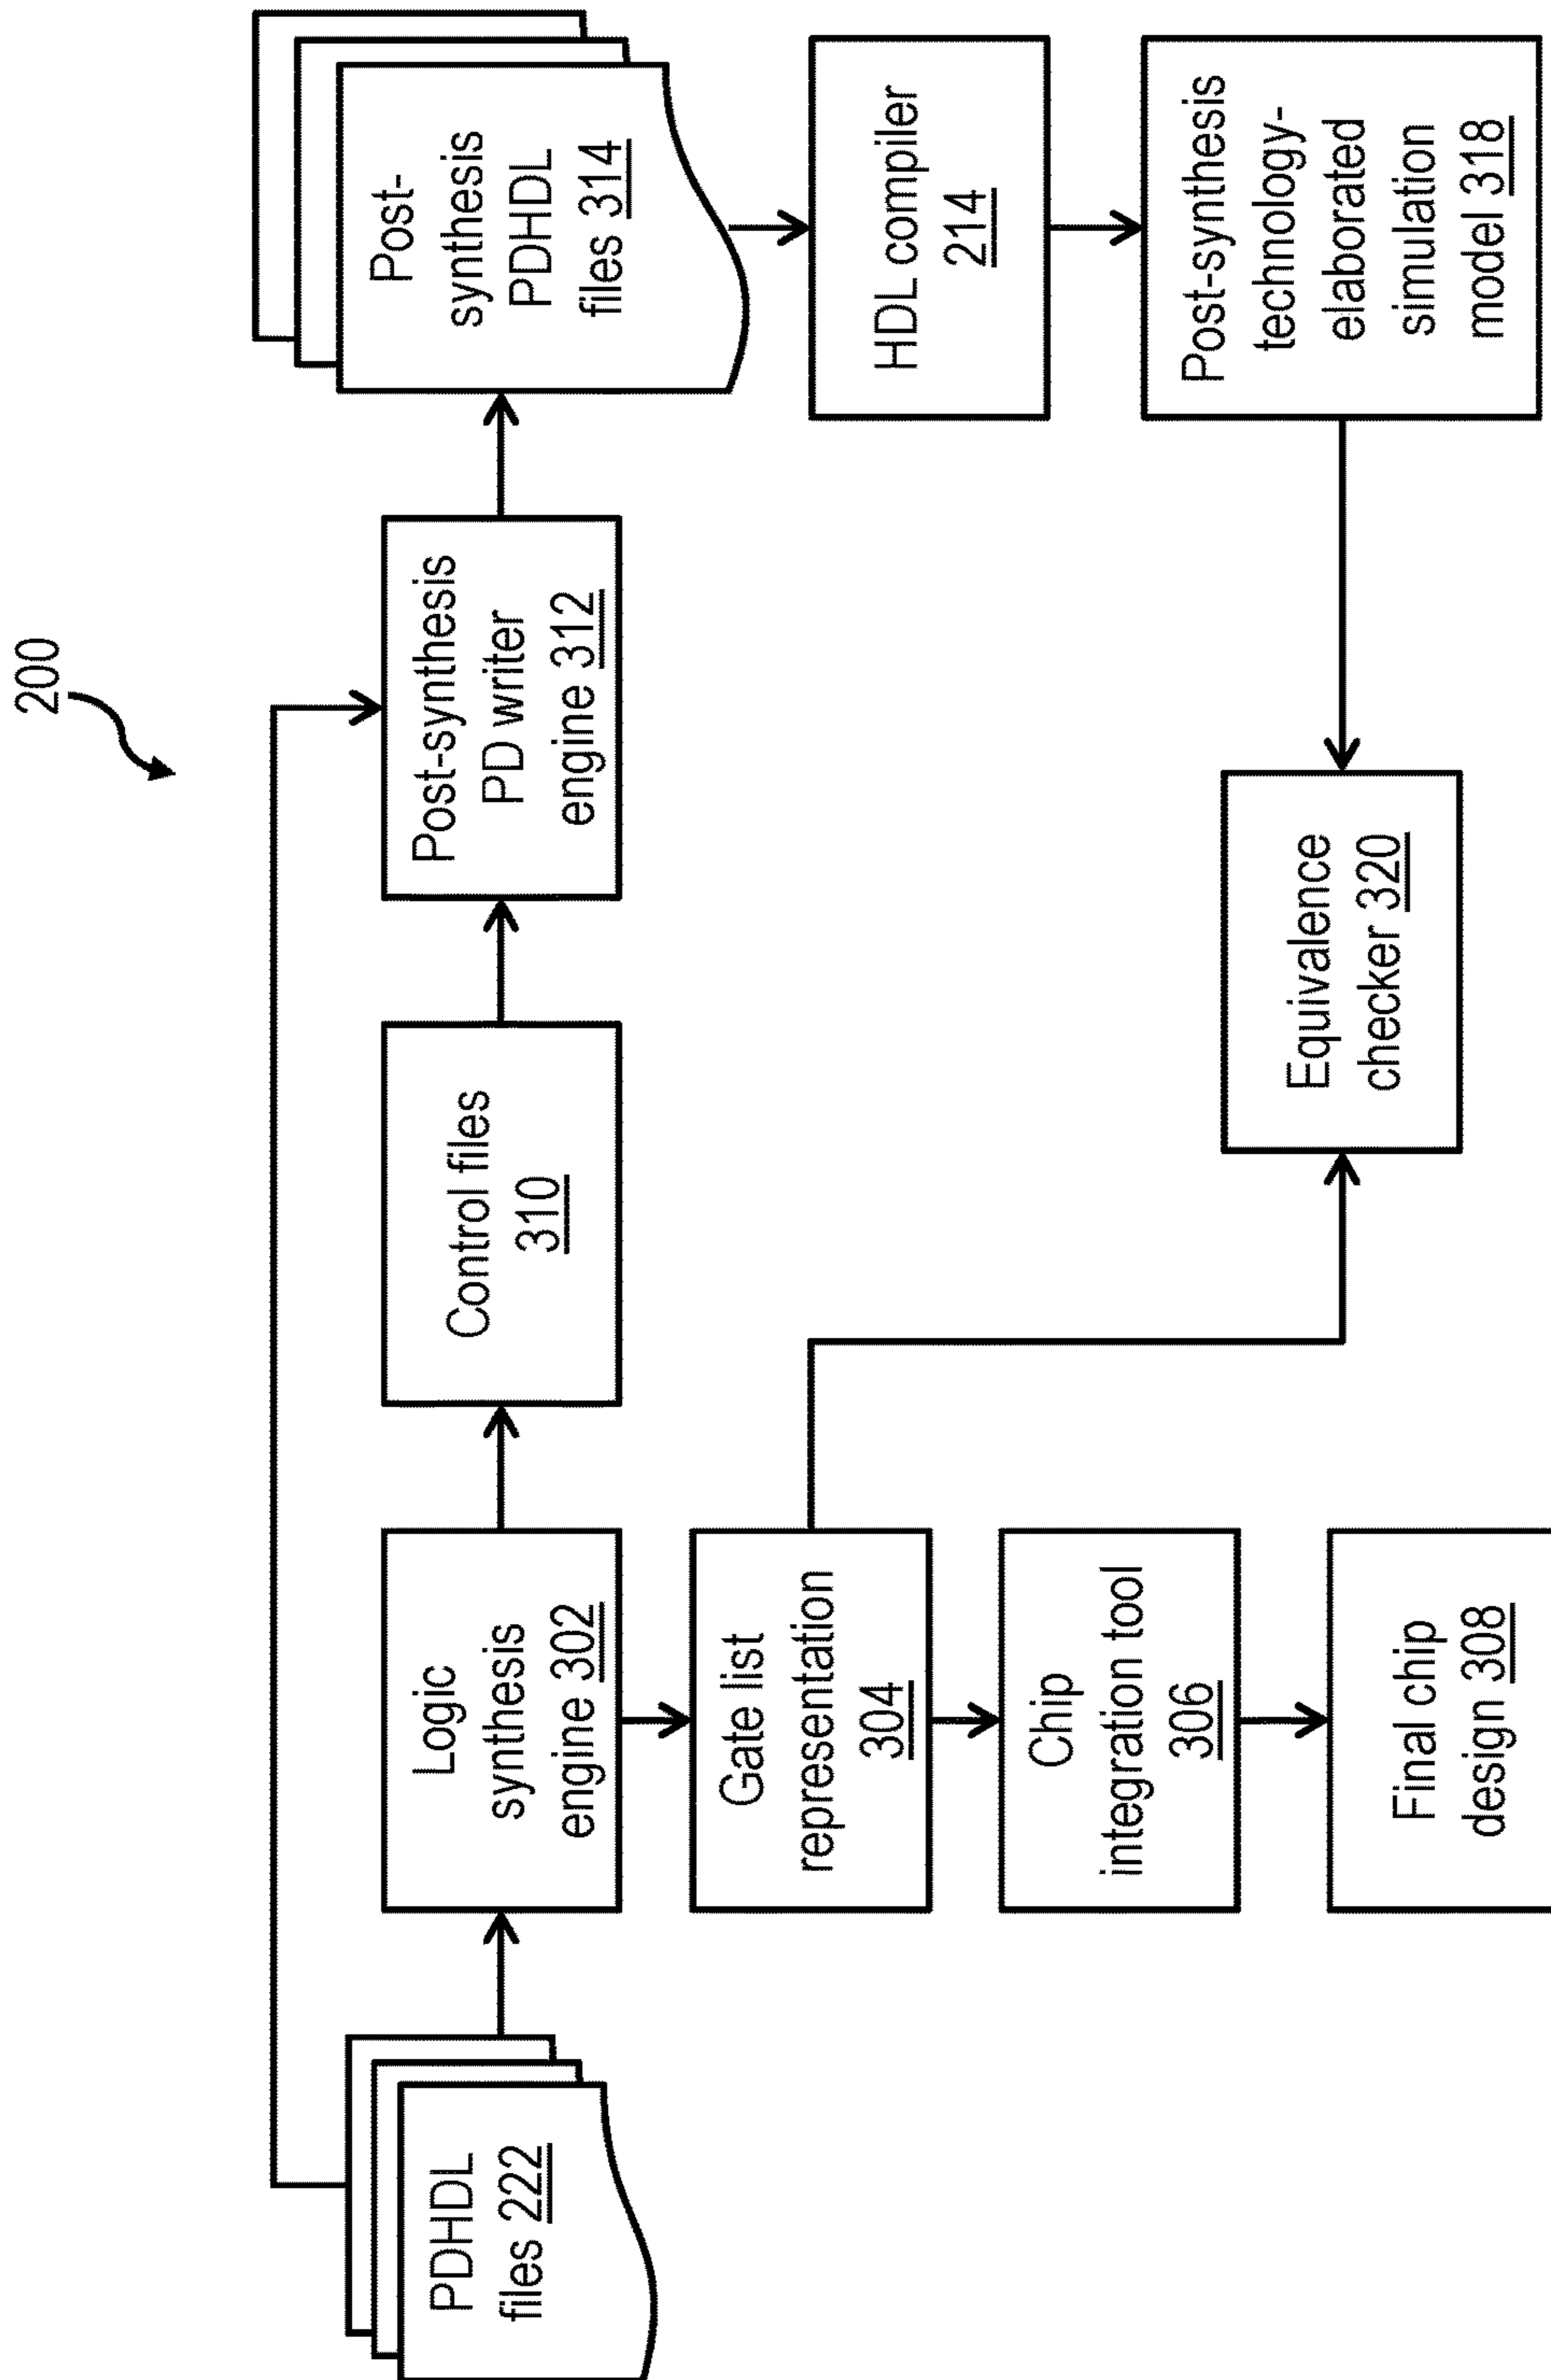 200
PDHDL
files 222
Logic
synthesis
engine 302
Control files
310
Post-synthesis
PD writer
engine 312
Post-
synthesis
PDHDL
files 314
Gate list
representation
304
HDL compiler
214
Chip
integration tool
306
Equivalence
checker 320
Post-synthesis
technology-
elaborated
simulation
model 318
Final chip
design 308